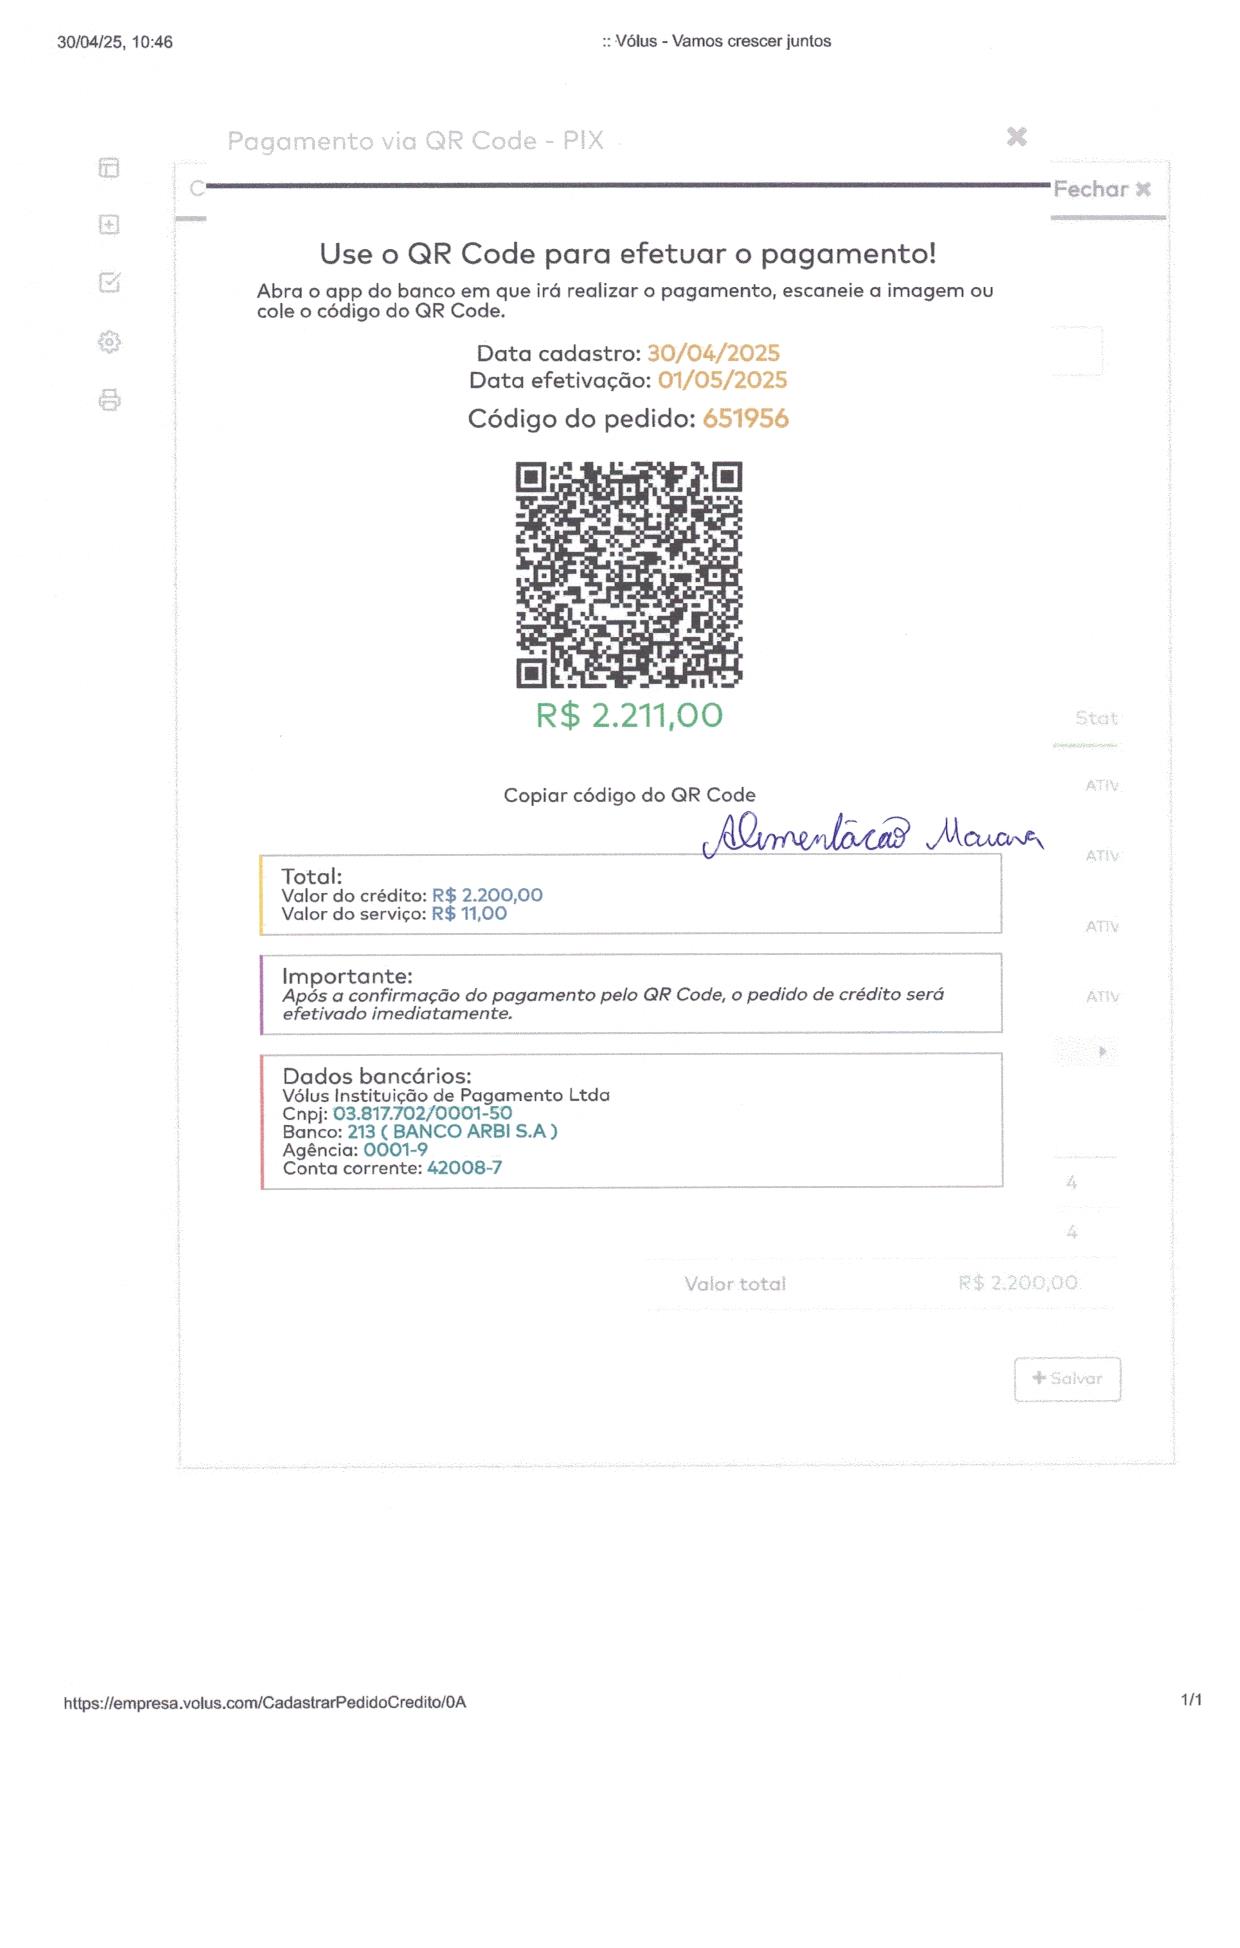 30/04/25, 10:46
:: Vólus - Vamos crescer juntos
Pagamento via QR Code - PIX
C
Fechar
Use o QR Code para efetuar o pagamento!
Abra o app do banco em que irá realizar o pagamento, escaneie a imagem ou
cole o código do QR Code.
Data cadastro: 30/04/2025
Data efetivação: 01/05/2025
Código do pedido: 651956
R$ 2.211,00
Stat
Copiar código do QR Code
ATIV
Alimentação
ATIV
Total:
Valor do crédito: R$ 2.200,00
Valor do serviço: R$ 11,00
ATIV
Importante:
Após a confirmação do pagamento pelo QR Code, o pedido de crédito será
efetivado imediatamente.
ATIV
Dados bancários:
Vólus Instituição de Pagamento Ltda
Cnpj: 03.817.702/0001-50
Banco: 213 ( BANCO ARBI S.A )
Agência: 0001-9
Conta corrente: 42008-7
4
4
Valor total R$ 2.200,00
+ Salvar
https://empresa.volus.com/CadastrarPedidoCredito/0A
1/1